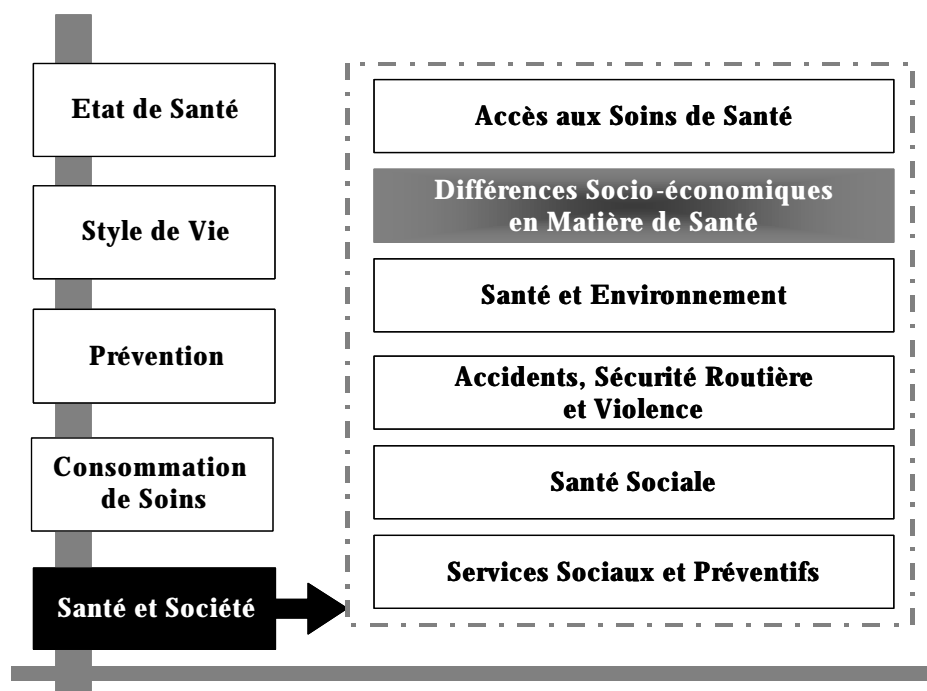 Etat de Santé
Style de Vie
Prévention
Consommation
de Soins
Santé et Société
Accès aux Soins de Santé
Différences Socio-économiques
en Matière de Santé
Santé et Environnement
Accidents, Sécurité Routière
et Violence
Santé Sociale
Services Sociaux et Préventifs